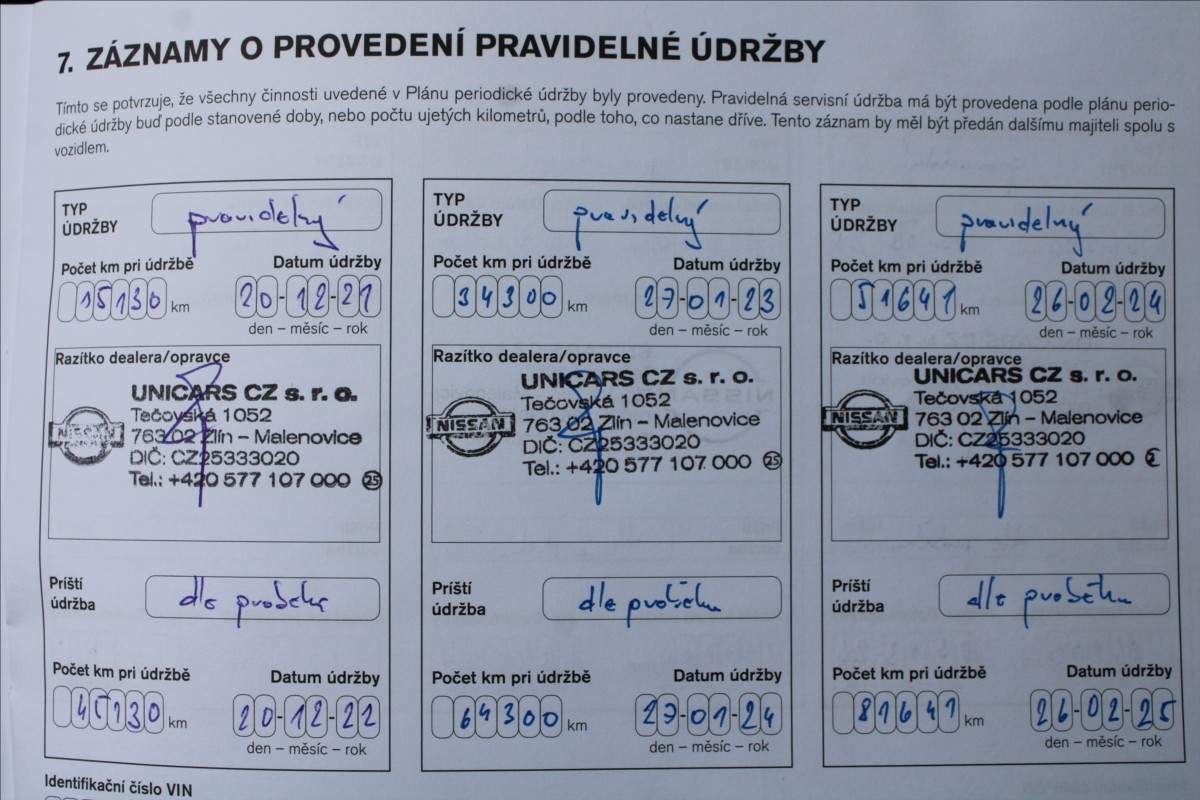 7. ZÁZNAMY O PROVEDENÍ PRAVIDELNÉ ÚDRŽBY
Tímto se potvrzuje, že všechny činnosti uvedené v Plánu periodické údržby byly provedeny. Pravidelná servisní údržba má být provedena podle plánu perio-
dické údržby buď podle stanovené doby, nebo počtu ujetých kilometrů, podle toho, co nastane dříve. Tento záznam by měl být předán dalšímu majiteli spolu s
vozidlem.
TYP
ÚDRŽBY
pravidelný
Počet km pri údržbě
Datum údržby
15130 km
20-12-21
den – měsíc – rok
Razítko dealera/opravce
UNICARS CZ s. r. o.
Tečovská 1052
NISSAN
763 02 Zlín – Malenovice
DIČ: CZ25333020
Tel.: +420 577 107 000 25
Príští
údržba
dle proběhu
Počet km pri údržbě
Datum údržby
45130 km
20-12-22
den – měsíc – rok
TYP
ÚDRŽBY
pravidelný
Počet km pri údržbě
Datum údržby
34300 km
27-01-23
den – měsíc – rok
Razítko dealera/opravce
UNICARS CZ s. r. o.
Tečovská 1052
NISSAN
763 02 Zlín – Malenovice
DIČ: CZ25333020
Tel.: +420 577 107 000 25
Príští
údržba
dle proběhu
Počet km pri údržbě
Datum údržby
64300 km
27-01-24
den – měsíc – rok
TYP
ÚDRŽBY
pravidelný
Počet km pri údržbě
Datum údržby
51641 km
26-02-24
den – měsíc – rok
Razítko dealera/opravce
UNICARS CZ s. r. o.
Tečovská 1052
NISSAN
763 02 Zlín – Malenovice
DIČ: CZ25333020
Tel.: +420 577 107 000
Príští
údržba
dle proběhu
Počet km pri údržbě
Datum údržby
81641 km
26-02-25
den – měsíc – rok
Identifikační číslo VIN